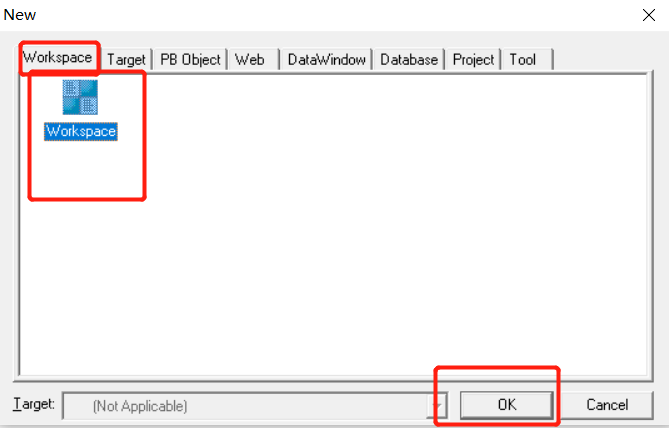 New
Workspace Target PB Object Web DataWindow Database Project Tool
Workspace
Target: (Not Applicable) OK Cancel